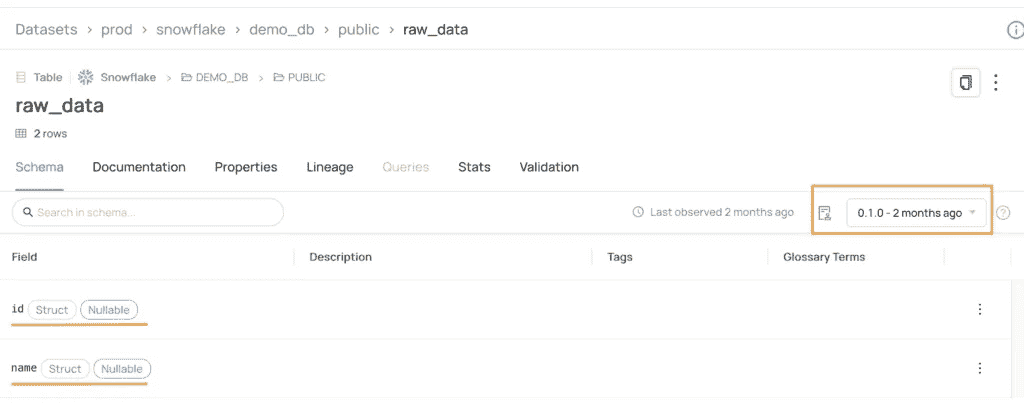 Datasets > prod > snowflake > demo_db > public > raw_data
Table Snowflake > DEMO_DB > PUBLIC
raw_data
2 rows
Schema Documentation Properties Lineage Queries Stats Validation
Search in schema... Last observed 2 months ago 0.1.0 - 2 months ago
Field Description Tags Glossary Terms
id Struct Nullable
name Struct Nullable